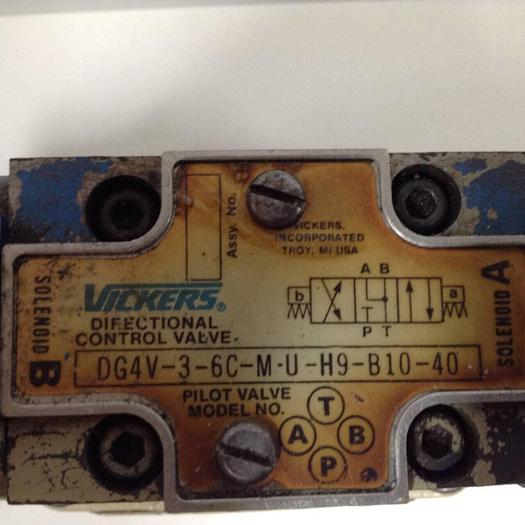 Assy. No.
VICKERS,
INCORPORATED
TROY, MI USA
SOLENOID B
VICKERS®
DIRECTIONAL
CONTROL VALVE
A B
b
a
T
P T
SOLENOID A
DG4V-3-6C-M-U-H9-B10-40
PILOT VALVE
MODEL NO.
T
A B
P